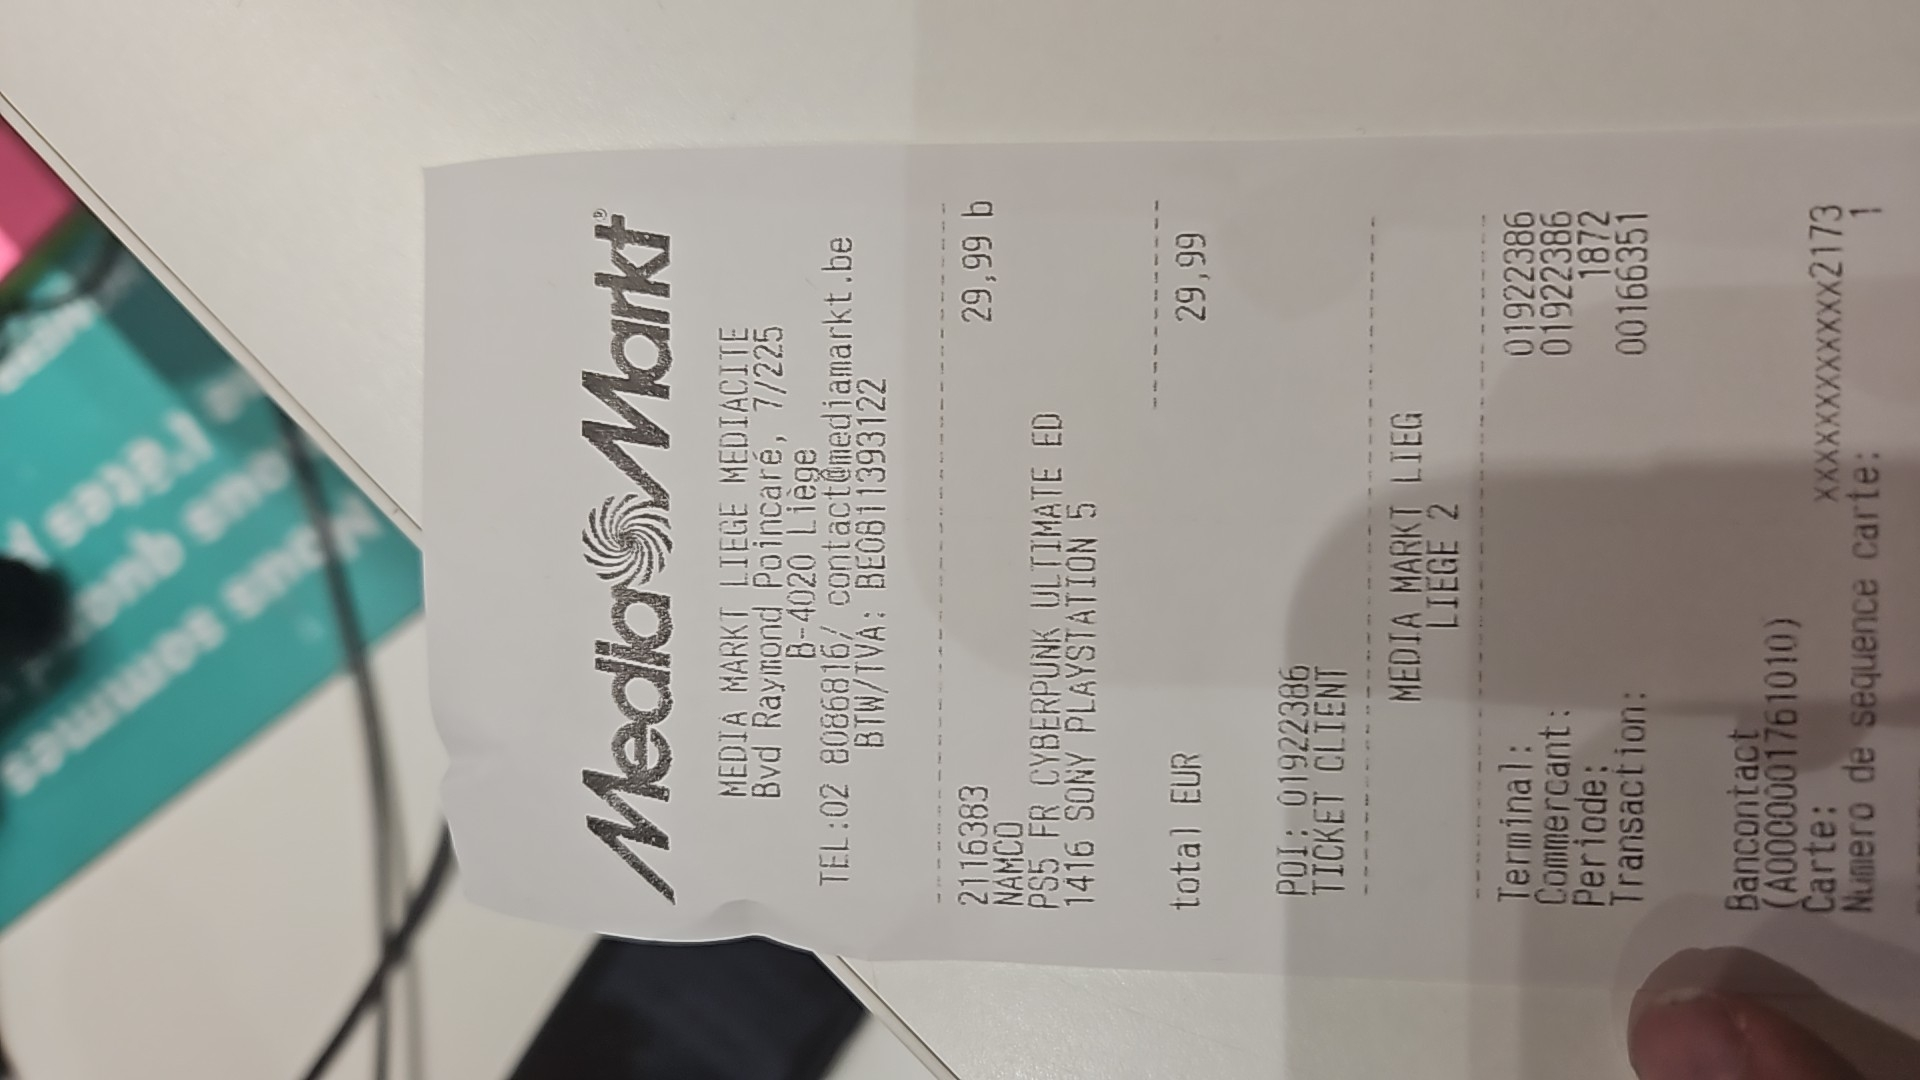 MediaMarkt®
MEDIA MARKT LIEGE MEDIACITE
Bvd Raymond Poincaré, 7/225
B-4020 Liège
TEL:02 8086816/ contact@mediamarkt.be
BTW/TVA: BE0811393122
2116383 29,99 b
NAMCO
PS5 FR CYBERPUNK ULTIMATE ED
1416 SONY PLAYSTATION 5
total EUR 29,99
POI: 01922386
TICKET CLIENT
MEDIA MARKT LIEG
LIEGE 2
Terminal: 01922386
Commercant: 01922386
Periode: 1872
Transaction: 00166351
Bancontact
(A0000001761010)
Carte: xxxxxxxxxxxxxxx2173
Numero de sequence carte: 1
Nous sommes